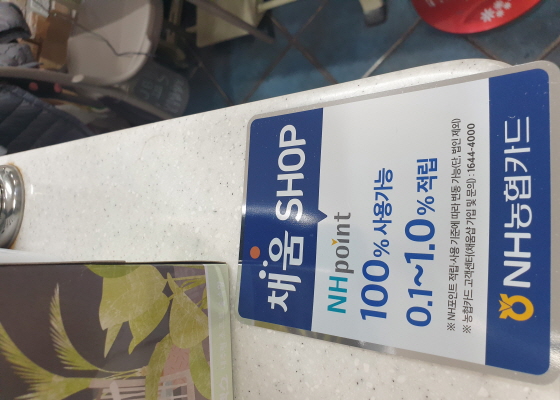 채움 SHOP
NHpoint
100% 사용가능
0.1~1.0% 적립
※ NH포인트 적립·사용 기준에 따라 변동 가능(단, 법인 제외)
※ 농협카드 고객센터(채움샵 가입 및 문의) : 1644-4000
NH농협카드